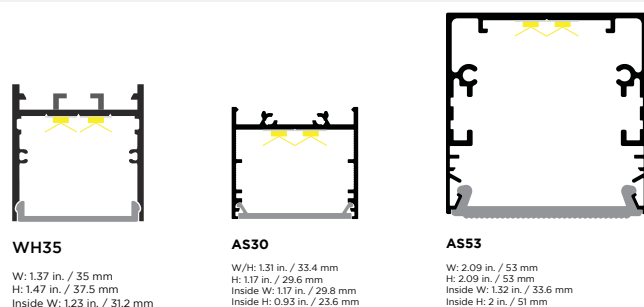 WH35
W: 1.37 in. / 35 mm
H: 1.47 in. / 37.5 mm
Inside W: 1.23 in. / 31.2 mm
AS30
W/H: 1.31 in. / 33.4 mm
H: 1.17 in. / 29.6 mm
Inside W: 1.17 in. / 29.8 mm
Inside H: 0.93 in. / 23.6 mm
AS53
W: 2.09 in. / 53 mm
H: 2.09 in. / 53 mm
Inside W: 1.32 in. / 33.6 mm
Inside H: 2 in. / 51 mm